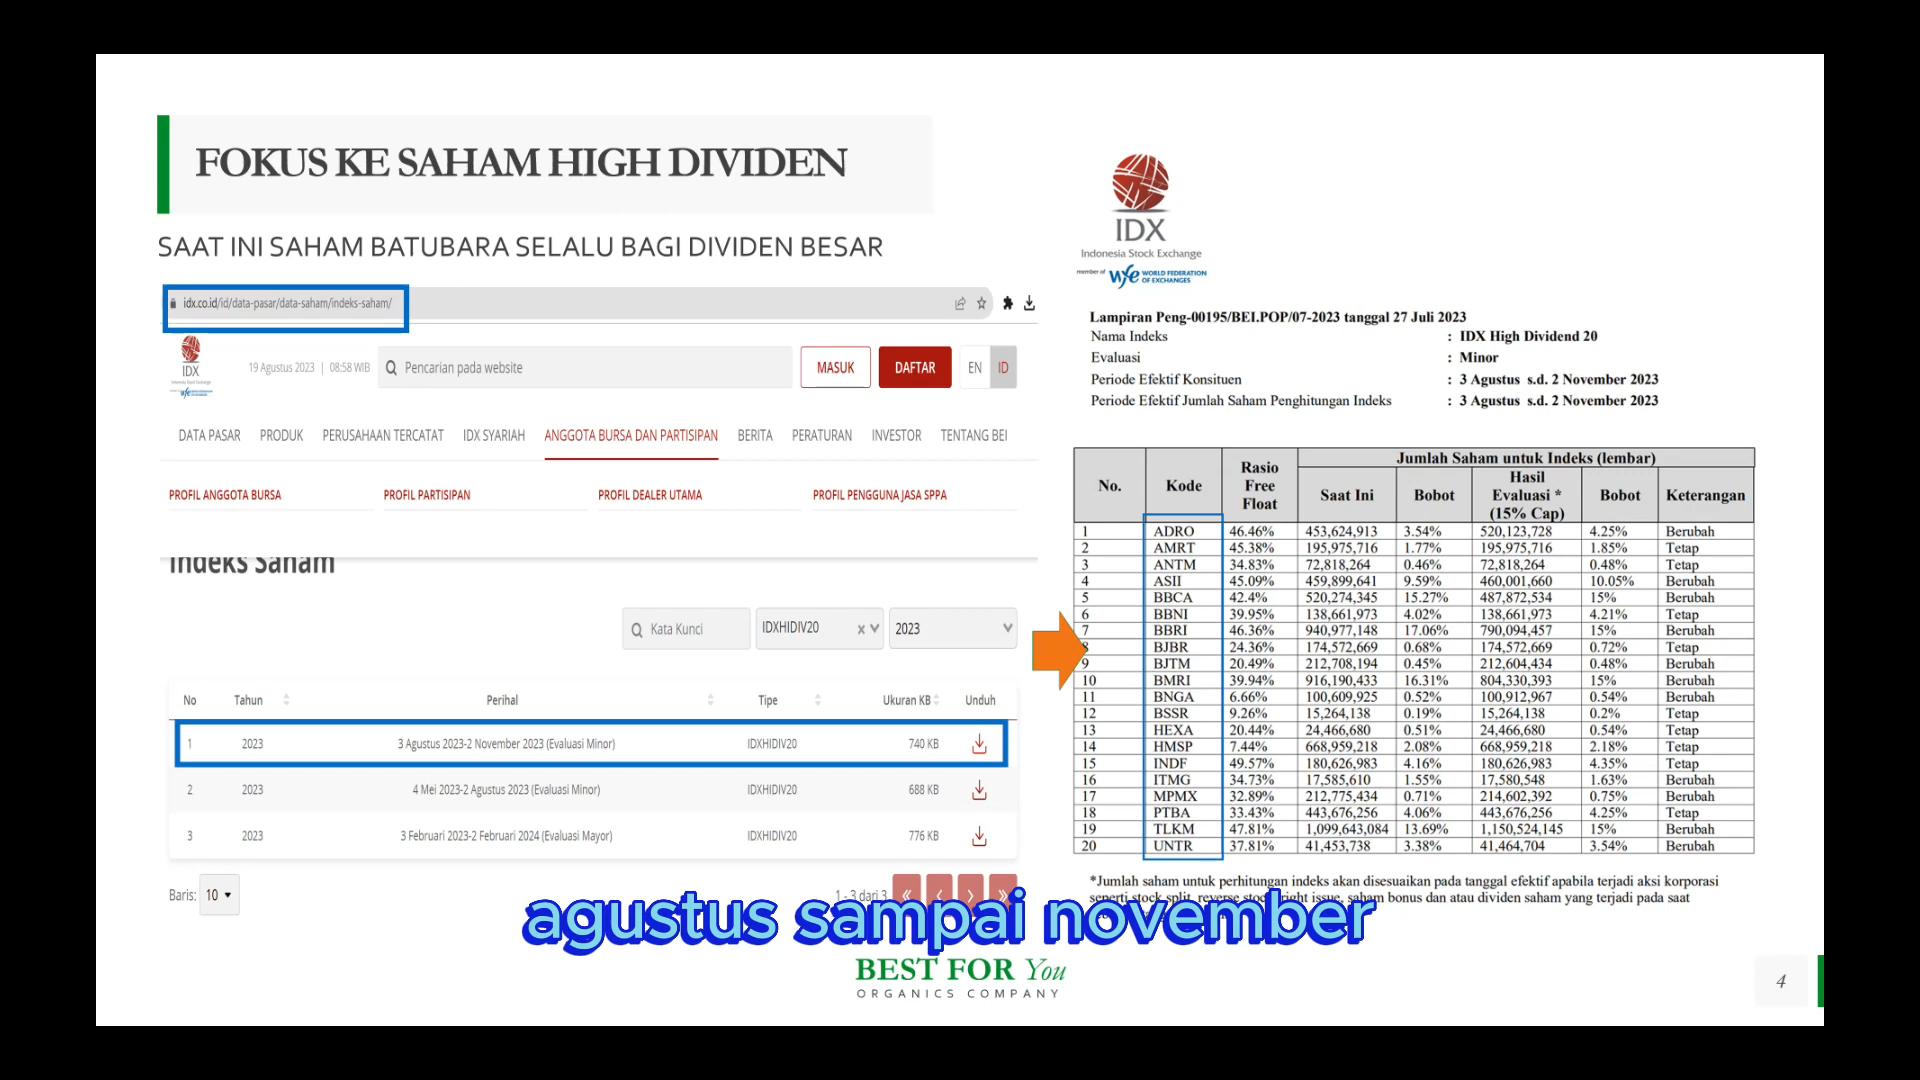 FOKUS KE SAHAM HIGH DIVIDEN
SAAT INI SAHAM BATUBARA SELALU BAGI DIVIDEN BESAR
idx.co.id/id/data-pasar/data-saham/indeks-saham/
IDX
19 Agustus 2023 | 08:58 WIB
Pencarian pada website
MASUK
DAFTAR
EN
ID
DATA PASAR PRODUK PERUSAHAAN TERCATAT IDX SYARIAH ANGGOTA BURSA DAN PARTISIPAN BERITA PERATURAN INVESTOR TENTANG BEI
PROFIL ANGGOTA BURSA PROFIL PARTISIPAN PROFIL DEALER UTAMA PROFIL PENGGUNA JASA SPPA
Indeks Saham
Kata Kunci
IDXHIDIV20 x
2023
No Tahun Perihal Tipe Ukuran KB Unduh
1 2023 3 Agustus 2023-2 November 2023 (Evaluasi Minor) IDXHIDIV20 740 KB
2 2023 4 Mei 2023-2 Agustus 2023 (Evaluasi Minor) IDXHIDIV20 688 KB
3 2023 3 Februari 2023-2 Februari 2024 (Evaluasi Mayor) IDXHIDIV20 776 KB
Baris: 10
1 - 3 dari 3 « ‹ › »
IDX
Indonesia Stock Exchange
member of wfe WORLD FEDERATION OF EXCHANGES
Lampiran Peng-00195/BEI.POP/07-2023 tanggal 27 Juli 2023
Nama Indeks : IDX High Dividend 20
Evaluasi : Minor
Periode Efektif Konsituen : 3 Agustus s.d. 2 November 2023
Periode Efektif Jumlah Saham Penghitungan Indeks : 3 Agustus s.d. 2 November 2023
No. Kode Rasio Free Float Jumlah Saham untuk Indeks (lembar)
Saat Ini Bobot Hasil Evaluasi * (15% Cap) Bobot Keterangan
1 ADRO 46.46% 453,624,913 3.54% 520,123,728 4.25% Berubah
2 AMRT 45.38% 195,975,716 1.77% 195,975,716 1.85% Tetap
3 ANTM 34.83% 72,818,264 0.46% 72,818,264 0.48% Tetap
4 ASII 45.09% 459,899,641 9.59% 460,001,660 10.05% Berubah
5 BBCA 42.4% 520,274,345 15.27% 487,872,534 15% Berubah
6 BBNI 39.95% 138,661,973 4.02% 138,661,973 4.21% Tetap
7 BBRI 46.36% 940,977,148 17.06% 790,094,457 15% Berubah
8 BJBR 24.36% 174,572,669 0.68% 174,572,669 0.72% Tetap
9 BJTM 20.49% 212,708,194 0.45% 212,604,434 0.48% Berubah
10 BMRI 39.94% 916,190,433 16.31% 804,330,393 15% Berubah
11 BNGA 6.66% 100,609,925 0.52% 100,912,967 0.54% Berubah
12 BSSR 9.26% 15,264,138 0.19% 15,264,138 0.2% Tetap
13 HEXA 20.44% 24,466,680 0.51% 24,466,680 0.54% Tetap
14 HMSP 7.44% 668,959,218 2.08% 668,959,218 2.18% Tetap
15 INDF 49.57% 180,626,983 4.16% 180,626,983 4.35% Tetap
16 ITMG 34.73% 17,585,610 1.55% 17,580,548 1.63% Berubah
17 MPMX 32.89% 212,775,434 0.71% 214,602,392 0.75% Berubah
18 PTBA 33.43% 443,676,256 4.06% 443,676,256 4.25% Tetap
19 TLKM 47.81% 1,099,643,084 13.69% 1,150,524,145 15% Berubah
20 UNTR 37.81% 41,453,738 3.38% 41,464,704 3.54% Berubah
*Jumlah saham untuk perhitungan indeks akan disesuaikan pada tanggal efektif apabila terjadi aksi korporasi
seperti stock split, reverse stock, right issue, saham bonus dan atau dividen saham yang terjadi pada saat
agustus sampai november
BEST FOR You
ORGANICS COMPANY
4